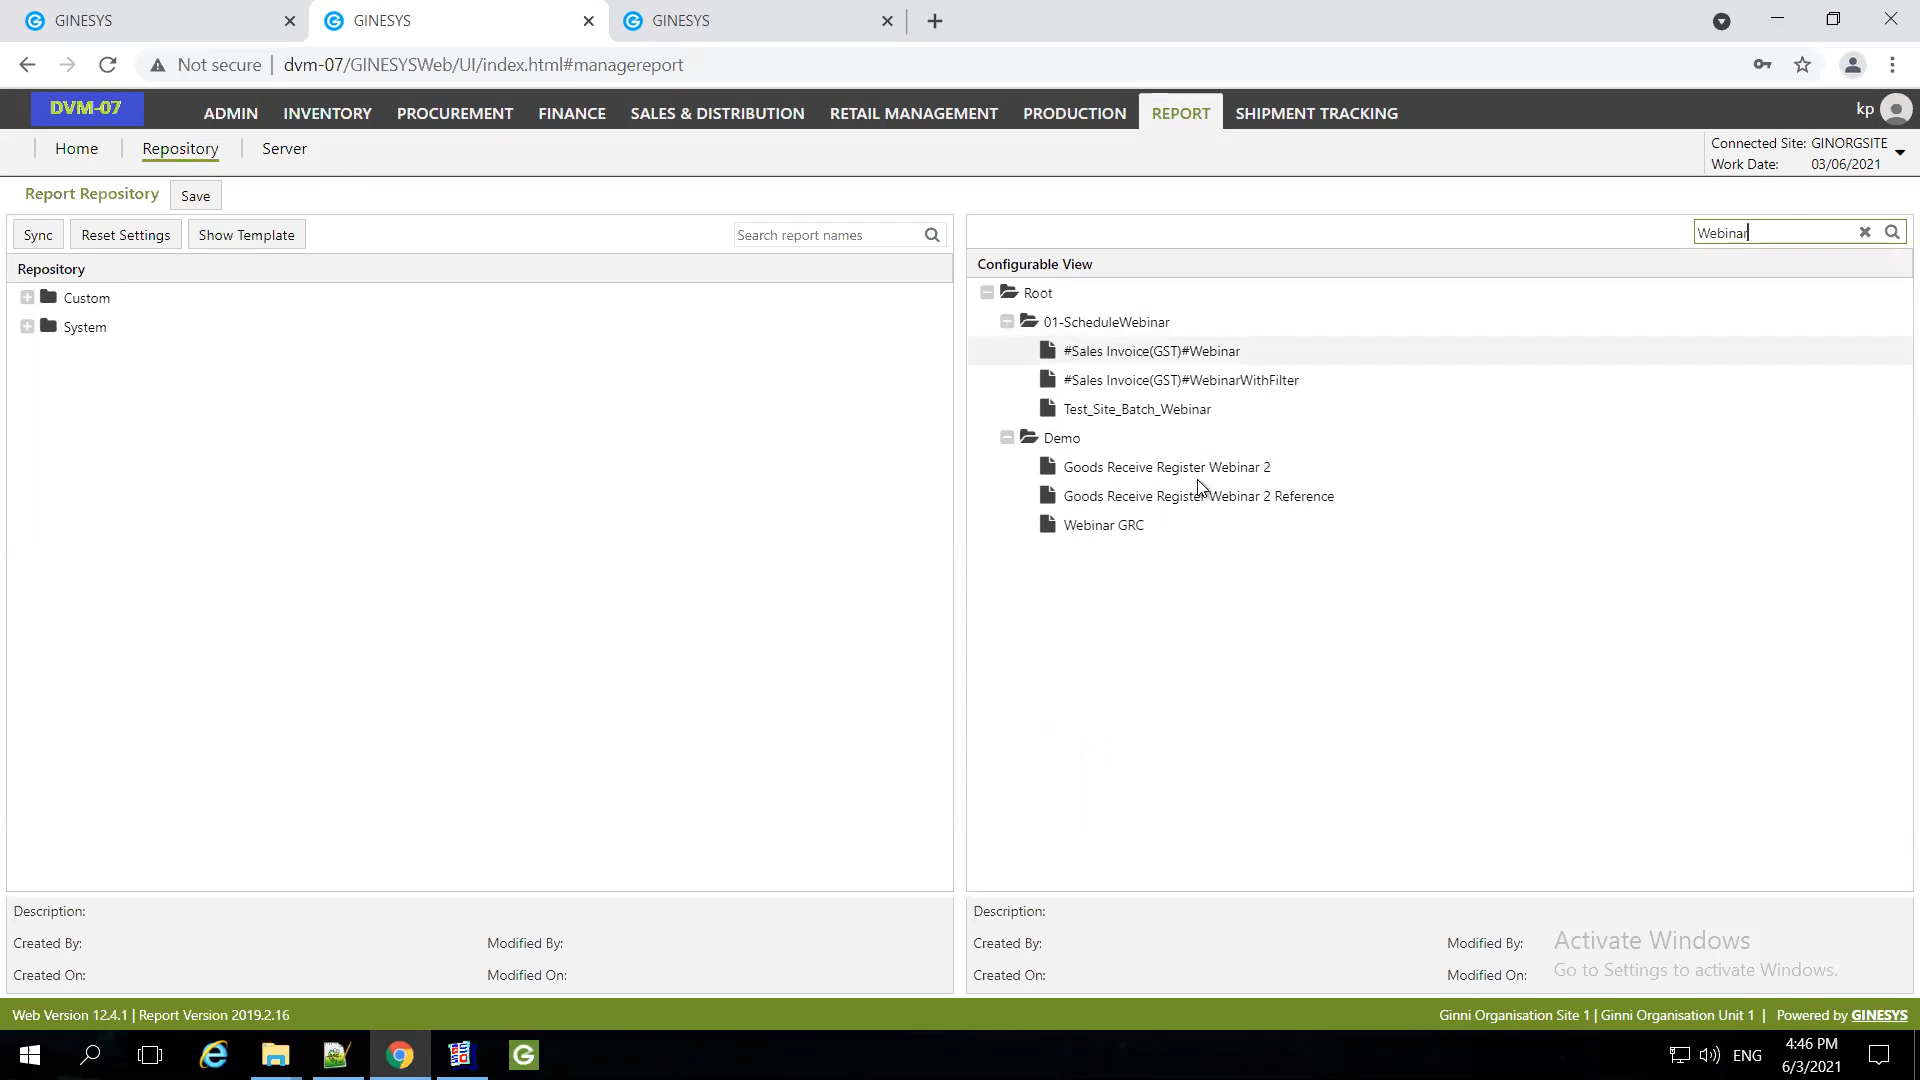 GINESYS
GINESYS
GINESYS
Not secure | dvm-07/GINESYSWeb/UI/index.html#managereport
DVM-07
ADMIN INVENTORY PROCUREMENT FINANCE SALES & DISTRIBUTION RETAIL MANAGEMENT PRODUCTION REPORT SHIPMENT TRACKING
kp
Home Repository Server
Connected Site: GINORGSITE
Work Date: 03/06/2021
Report Repository Save
Sync Reset Settings Show Template Search report names
Webinar
Repository
Custom
System
Configurable View
Root
01-ScheduleWebinar
#Sales Invoice(GST)#Webinar
#Sales Invoice(GST)#WebinarWithFilter
Test_Site_Batch_Webinar
Demo
Goods Receive Register Webinar 2
Goods Receive Register Webinar 2 Reference
Webinar GRC
Description:
Created By: Modified By:
Created On: Modified On:
Description:
Created By: Modified By:
Created On: Modified On:
Activate Windows
Go to Settings to activate Windows.
Web Version 12.4.1 | Report Version 2019.2.16
Ginni Organisation Site 1 | Ginni Organisation Unit 1 | Powered by GINESYS
ENG
4:46 PM
6/3/2021